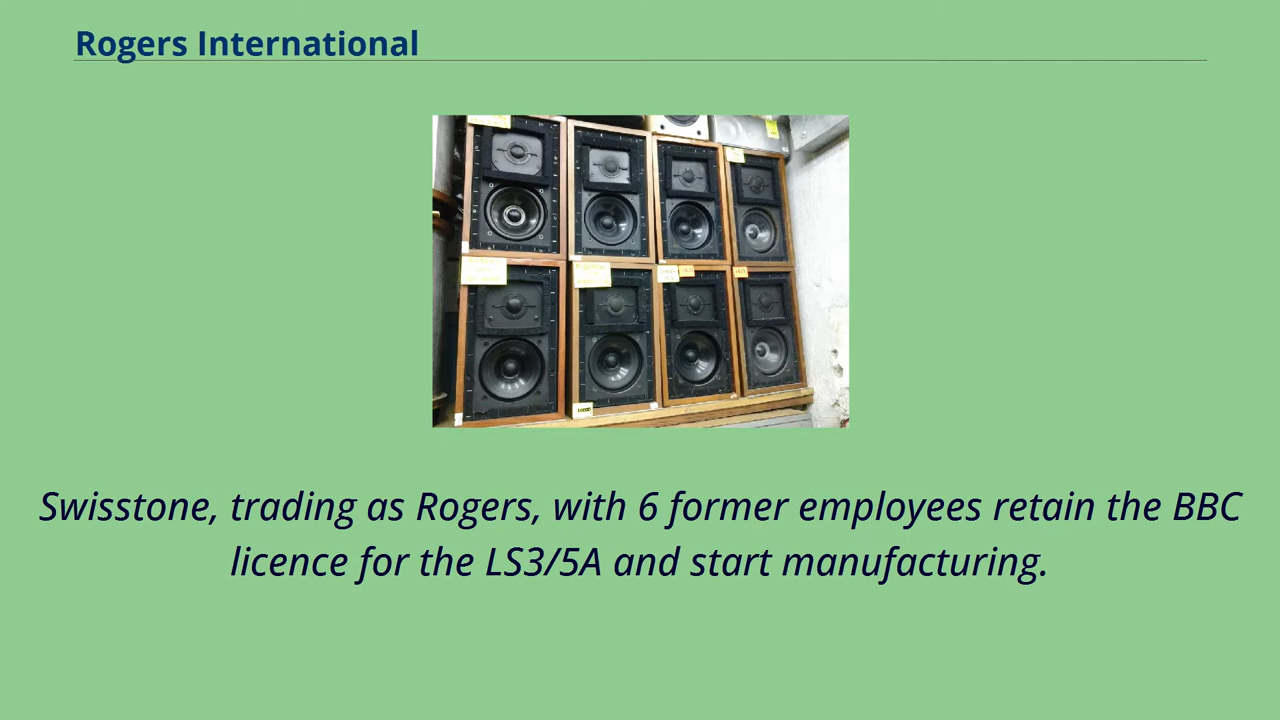 Rogers International
Swisstone, trading as Rogers, with 6 former employees retain the BBC
licence for the LS3/5A and start manufacturing.